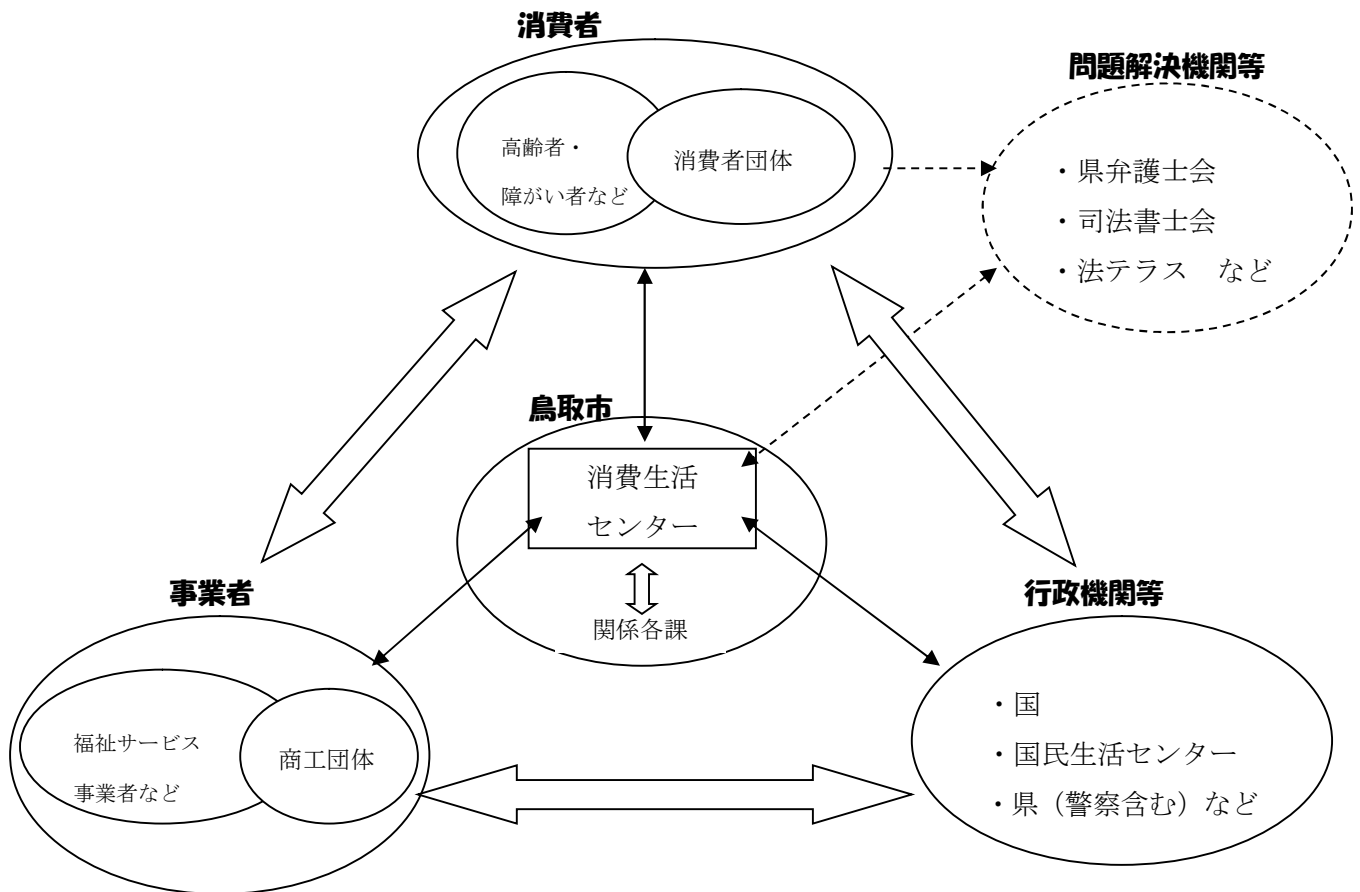 消費者
高齢者・
障がい者など
消費者団体
問題解決機関等
・県弁護士会
・司法書士会
・法テラス　など
鳥取市
消費生活
センター
関係各課
事業者
福祉サービス
事業者など
商工団体
行政機関等
・国
・国民生活センター
・県（警察含む）など